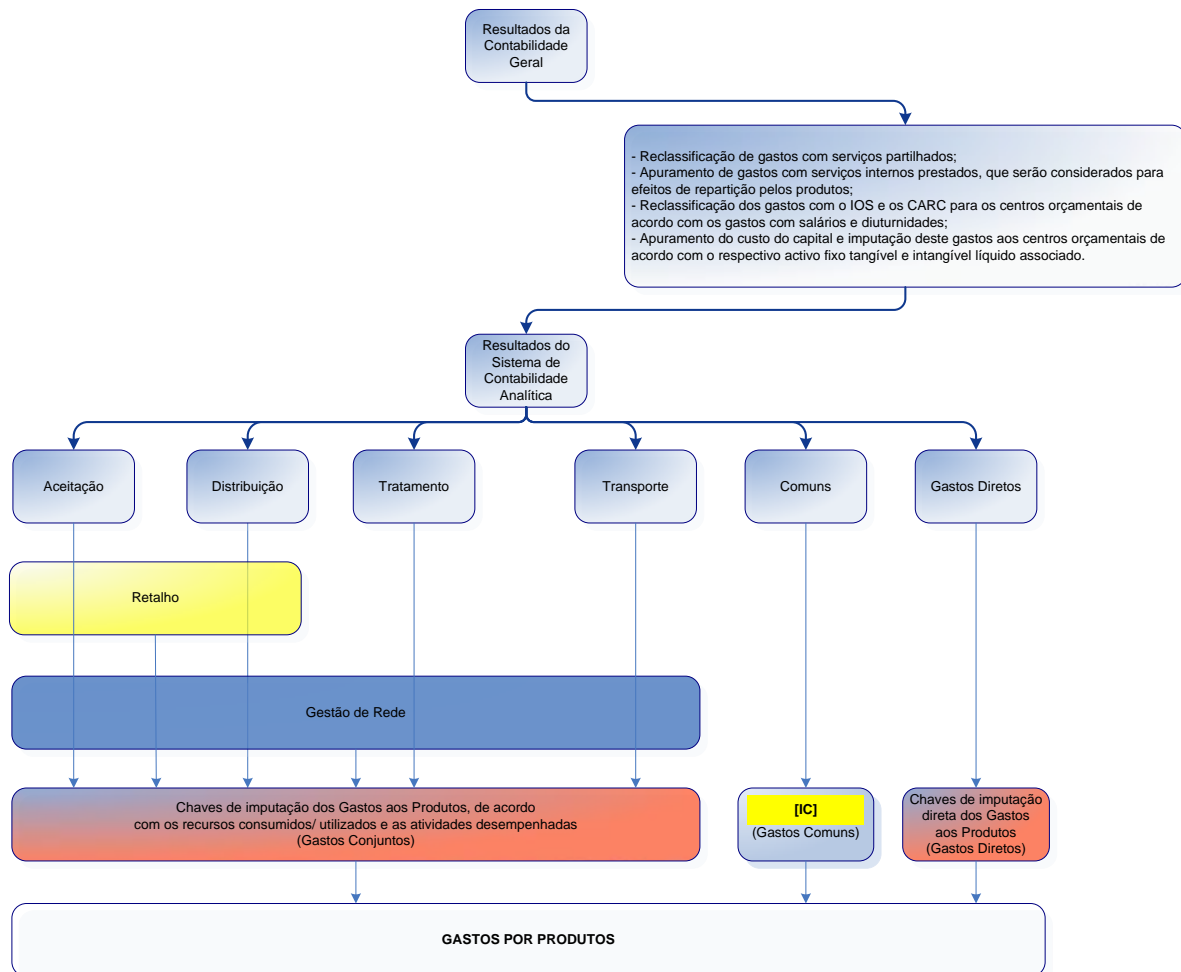 Resultados da
Contabilidade
Geral
- Reclassificação de gastos com serviços partilhados;
- Apuramento de gastos com serviços internos prestados, que serão considerados para
efeitos de repartição pelos produtos;
- Reclassificação dos gastos com o IOS e os CARC para os centros orçamentais de
acordo com os gastos com salários e diuturnidades;
- Apuramento do custo do capital e imputação deste gastos aos centros orçamentais de
acordo com o respectivo activo fixo tangível e intangível líquido associado.
Resultados do
Sistema de
Contabilidade
Analítica
Aceitação
Distribuição
Tratamento
Transporte
Comuns
Gastos Diretos
Retalho
Gestão de Rede
Chaves de imputação dos Gastos aos Produtos, de acordo
com os recursos consumidos/ utilizados e as atividades desempenhadas
(Gastos Conjuntos)
[IC]
(Gastos Comuns)
Chaves de imputação
direta dos Gastos
aos Produtos
(Gastos Diretos)
GASTOS POR PRODUTOS